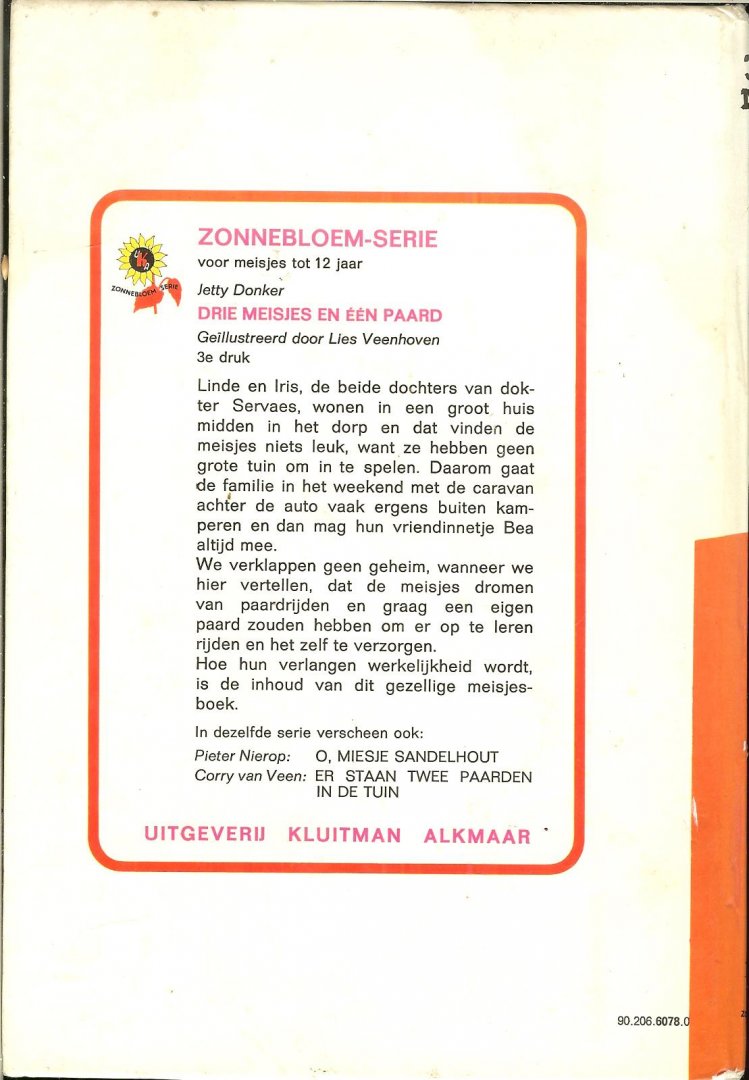 ZONNEBLOEM-SERIE
voor meisjes tot 12 jaar
UKA
ZONNEBLOEM SERIE
Jetty Donker
DRIE MEISJES EN ÉÉN PAARD
Geïllustreerd door Lies Veenhoven
3e druk
Linde en Iris, de beide dochters van dok-
ter Servaes, wonen in een groot huis
midden in het dorp en dat vinden de
meisjes niets leuk, want ze hebben geen
grote tuin om in te spelen. Daarom gaat
de familie in het weekend met de caravan
achter de auto vaak ergens buiten kam-
peren en dan mag hun vriendinnetje Bea
altijd mee.
We verklappen geen geheim, wanneer we
hier vertellen, dat de meisjes dromen
van paardrijden en graag een eigen
paard zouden hebben om er op te leren
rijden en het zelf te verzorgen.
Hoe hun verlangen werkelijkheid wordt,
is de inhoud van dit gezellige meisjes-
boek.
In dezelfde serie verscheen ook:
Pieter Nierop: O, MIESJE SANDELHOUT
Corry van Veen: ER STAAN TWEE PAARDEN
IN DE TUIN
UITGEVERIJ KLUITMAN ALKMAAR
90.206.6078.0